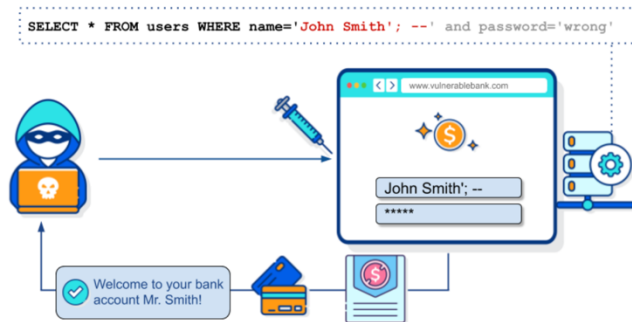 SELECT * FROM users WHERE name='John Smith'; --' and password='wrong'
www.vulnerablebank.com
$
John Smith'; --
*****
$
Welcome to your bank
account Mr. Smith!